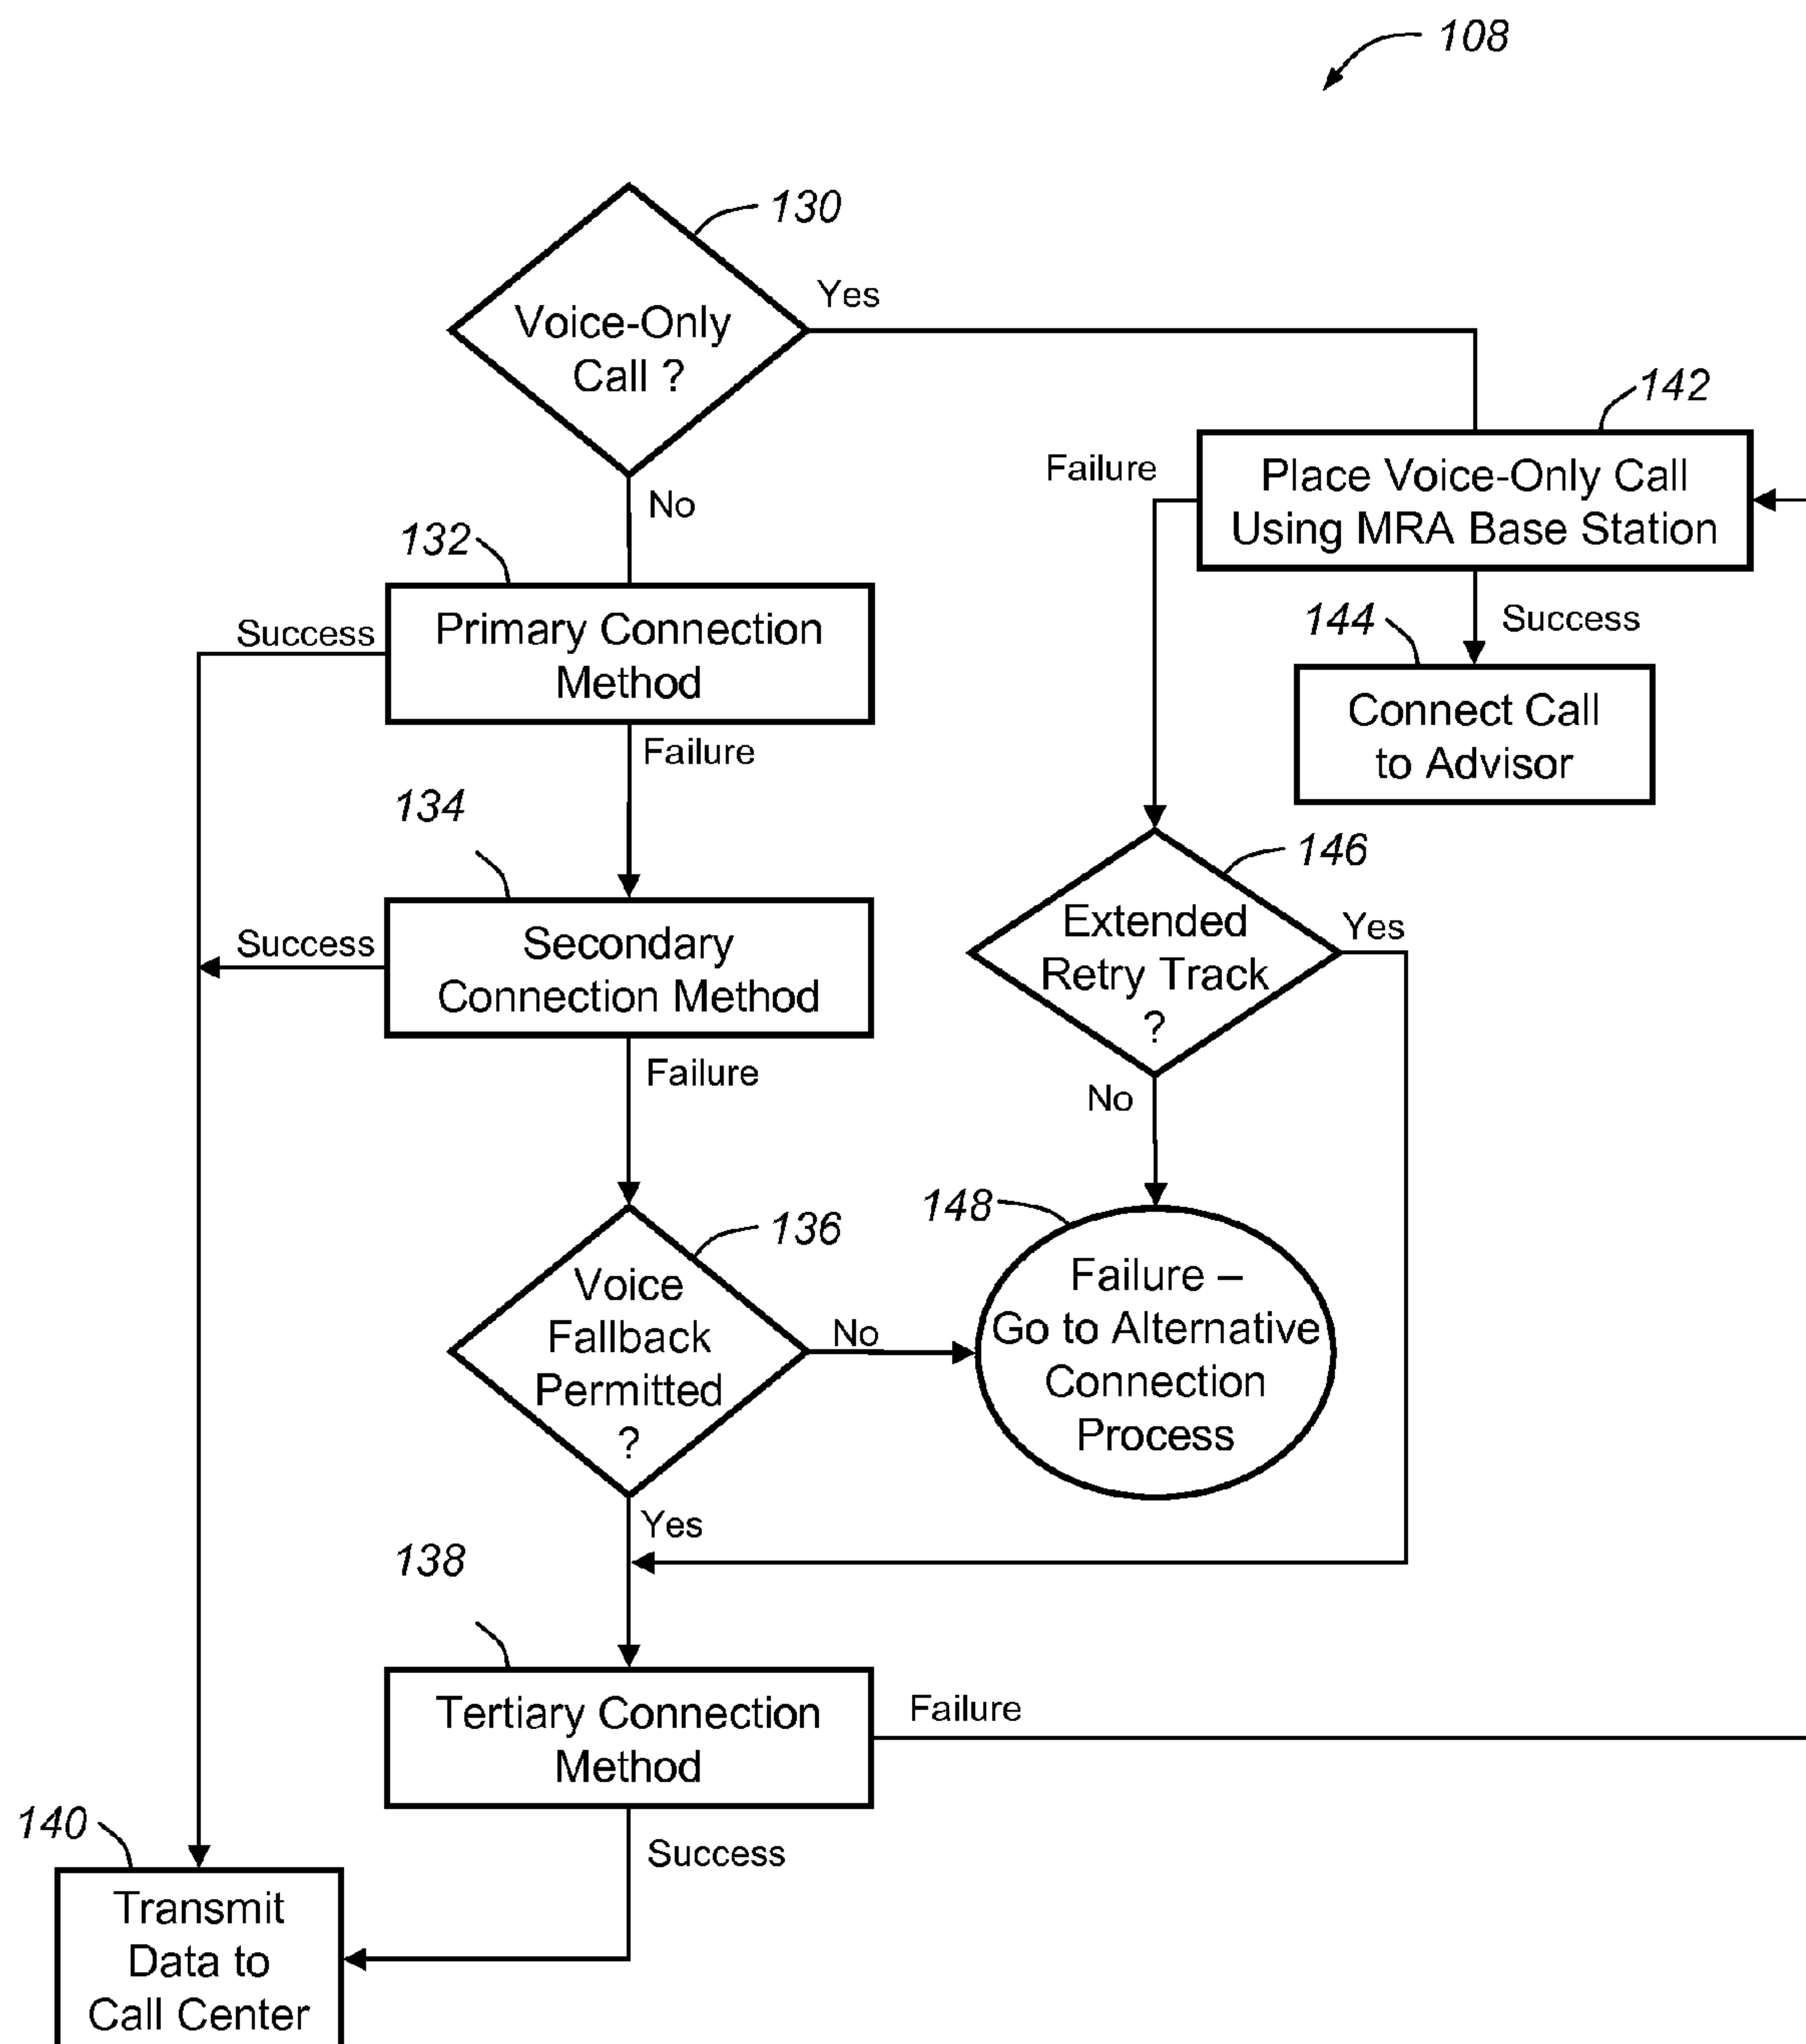 108
130
Voice-Only
Call ?
Yes
No
142
Place Voice-Only Call
Using MRA Base Station
Failure
Success
132
Primary Connection
Method
Success
Failure
144
Connect Call
to Advisor
134
Secondary
Connection Method
Success
Failure
146
Extended
Retry Track
?
Yes
No
136
Voice
Fallback
Permitted
?
No
Yes
148
Failure –
Go to Alternative
Connection
Process
138
Tertiary Connection
Method
Failure
Success
140
Transmit
Data to
Call Center